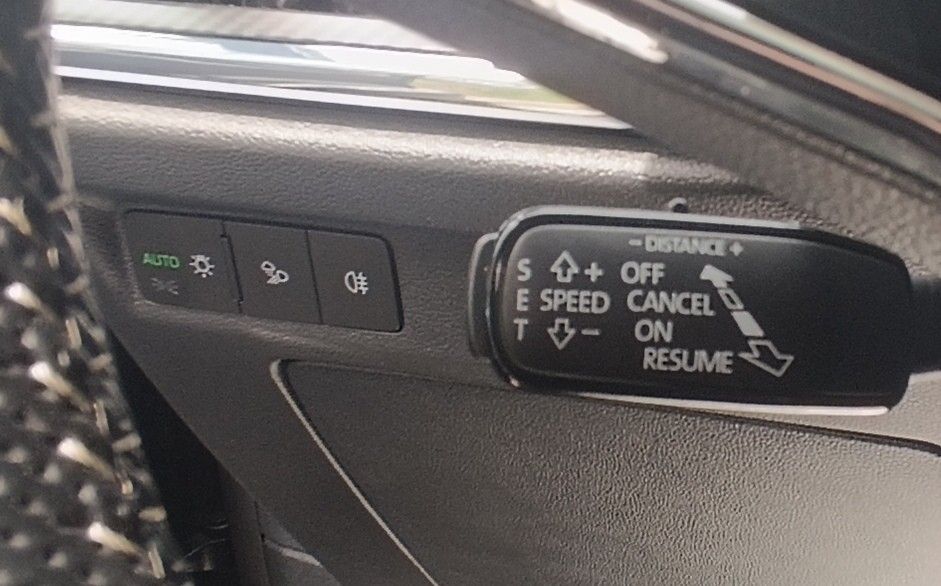 AUTO
- DISTANCE +
S + OFF
E SPEED CANCEL
T - ON
RESUME